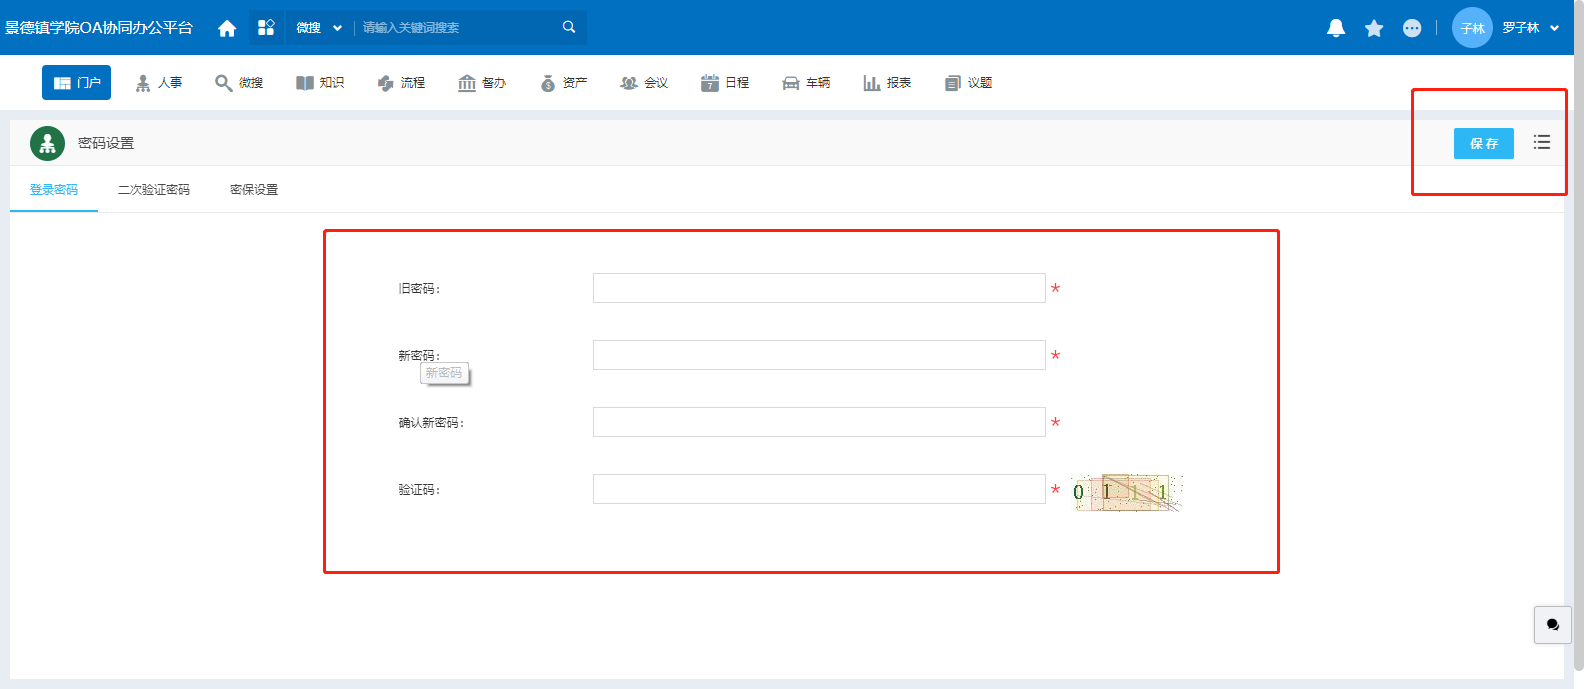 景德镇学院OA协同办公平台 微搜 请输入关键词搜索 子林 罗子林
门户 人事 微搜 知识 流程 督办 资产 会议 7 日程 车辆 报表 议题
密码设置 保存
登录密码 二次验证密码 密保设置
旧密码: *
新密码: *
新密码
确认新密码: *
验证码: * 0 1 1 1